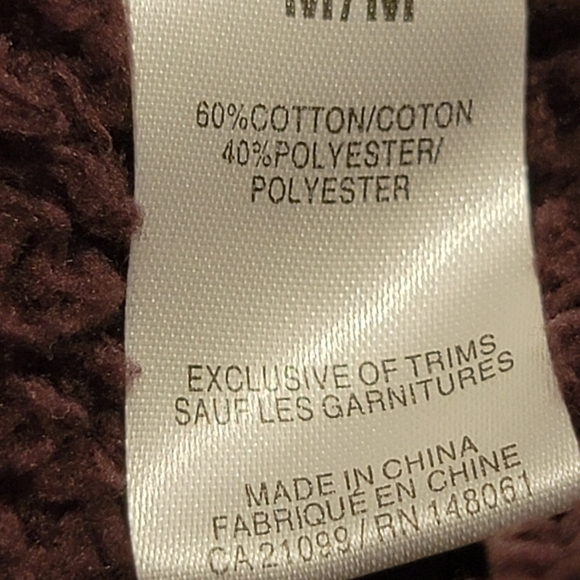 M/M
60%COTTON/COTON
40%POLYESTER/
POLYESTER
EXCLUSIVE OF TRIMS
SAUF LES GARNITURES
MADE IN CHINA
FABRIQUÉ EN CHINE
CA 21099 / RN 148061